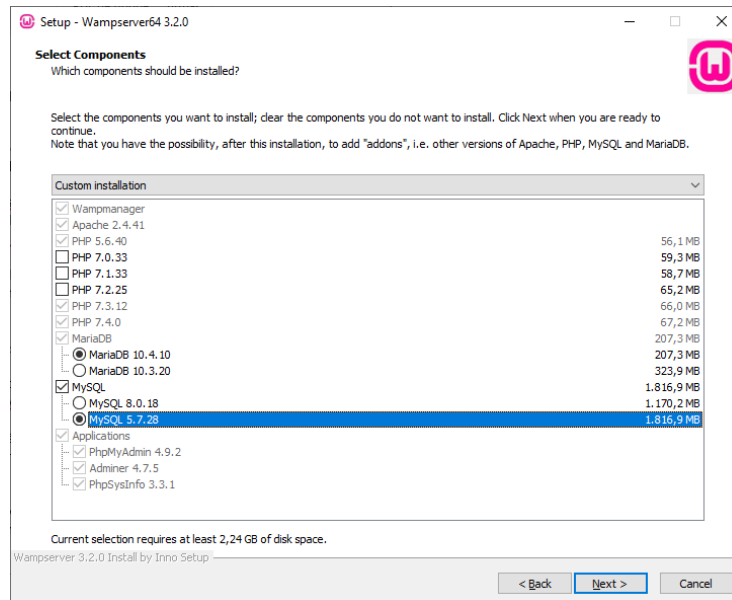 Setup - Wampserver64 3.2.0
Select Components
Which components should be installed?
Select the components you want to install; clear the components you do not want to install. Click Next when you are ready to
continue.
Note that you have the possibility, after this installation, to add "addons", i.e. other versions of Apache, PHP, MySQL and MariaDB.
Custom installation
Wampmanager
Apache 2.4.41
PHP 5.6.40 56,1 MB
PHP 7.0.33 59,3 MB
PHP 7.1.33 58,7 MB
PHP 7.2.25 65,2 MB
PHP 7.3.12 66,0 MB
PHP 7.4.0 67,2 MB
MariaDB 207,3 MB
MariaDB 10.4.10 207,3 MB
MariaDB 10.3.20 323,9 MB
MySQL 1.816,9 MB
MySQL 8.0.18 1.170,2 MB
MySQL 5.7.28 1.816,9 MB
Applications
PhpMyAdmin 4.9.2
Adminer 4.7.5
PhpSysInfo 3.3.1
Current selection requires at least 2,24 GB of disk space.
Wampserver 3.2.0 Install by Inno Setup
< Back Next > Cancel